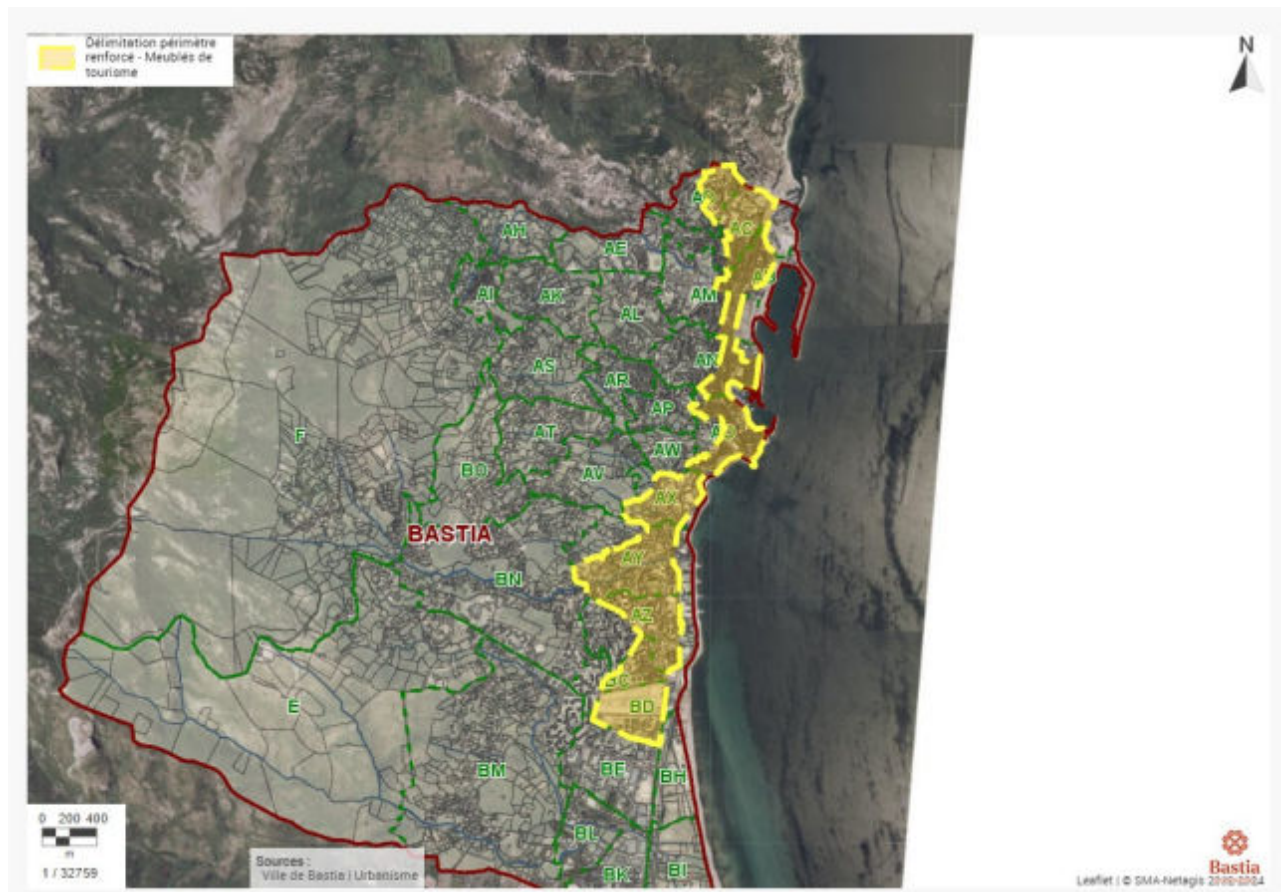 Délimitation périmètre
renforcé - Meublés de
tourisme
N
AC
AH
AE
AB
AI
AK
AM
AL
AN
AS
AR
AP
F
AT
AW
BO
AV
AX
BASTIA
AY
BN
AZ
E
BD
BM
BE
BH
BL
BK
BI
0 200 400
m
1 / 32759
Sources :
Ville de Bastia | Urbanisme
Bastia
Leaflet | © SMA-Netagis